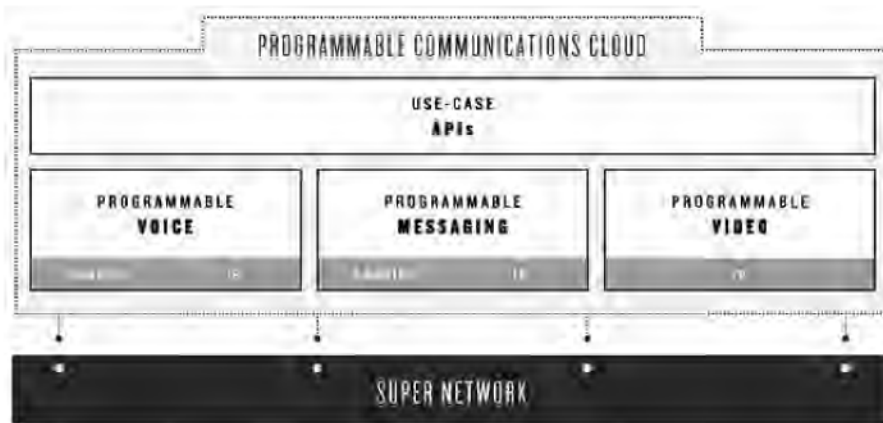 PROGRAMMABLE COMMUNICATIONS CLOUD
USE-CASE
APIs
PROGRAMMABLE
VOICE
PROGRAMMABLE
MESSAGING
PROGRAMMABLE
VIDEO
SUPER NETWORK